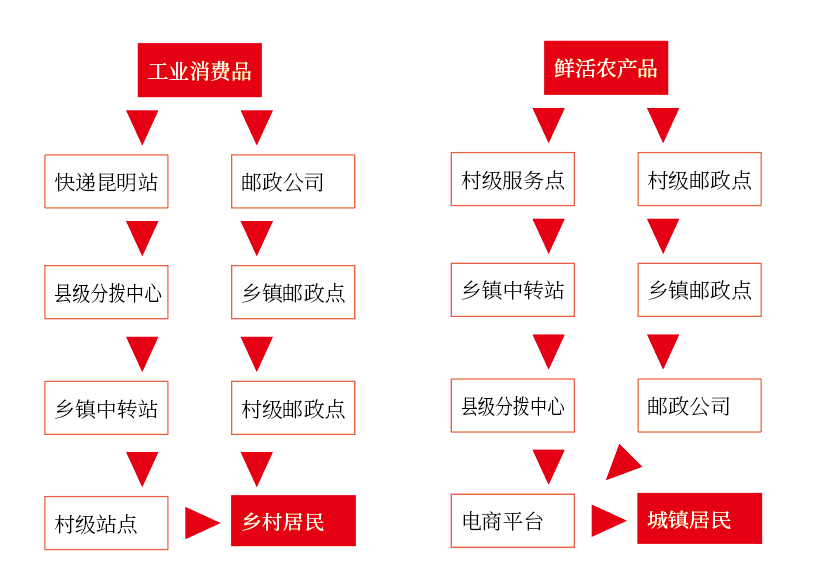 工业消费品
快递昆明站
邮政公司
县级分拨中心
乡镇邮政点
乡镇中转站
村级邮政点
村级站点
乡村居民
鲜活农产品
村级服务点
村级邮政点
乡镇中转站
乡镇邮政点
县级分拨中心
邮政公司
电商平台
城镇居民